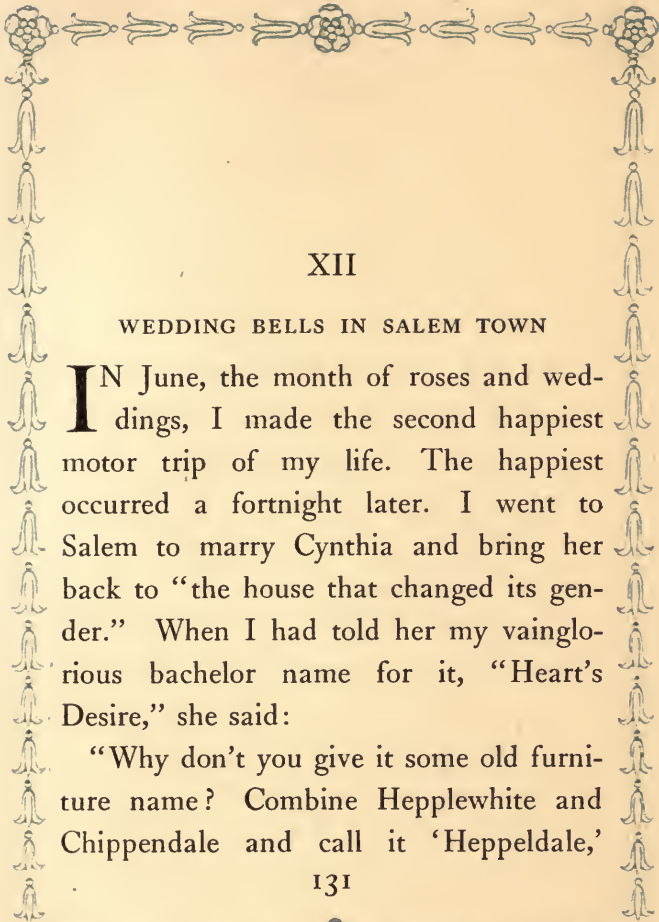 XII
WEDDING BELLS IN SALEM TOWN
IN June, the month of roses and wed-
dings, I made the second happiest
motor trip of my life. The happiest
occurred a fortnight later. I went to
Salem to marry Cynthia and bring her
back to “the house that changed its gen-
der.” When I had told her my vainglo-
rious bachelor name for it, “Heart's
Desire,” she said:
“Why don't you give it some old furni-
ture name? Combine Hepplewhite and
Chippendale and call it ‘Heppeldale,’
131